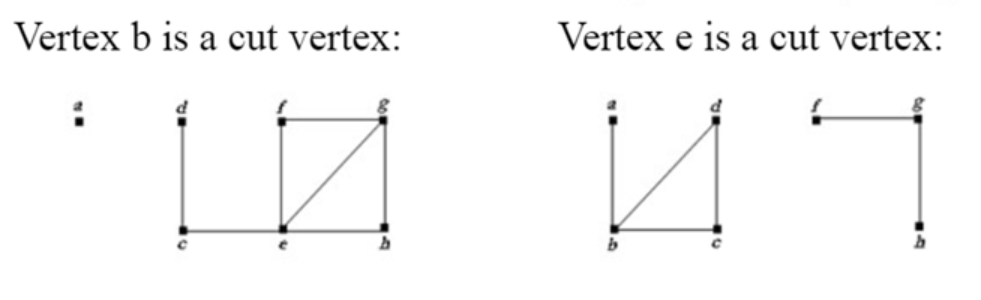 Vertex b is a cut vertex:
Vertex e is a cut vertex:
a d f g
c e h
a d f g
b c h